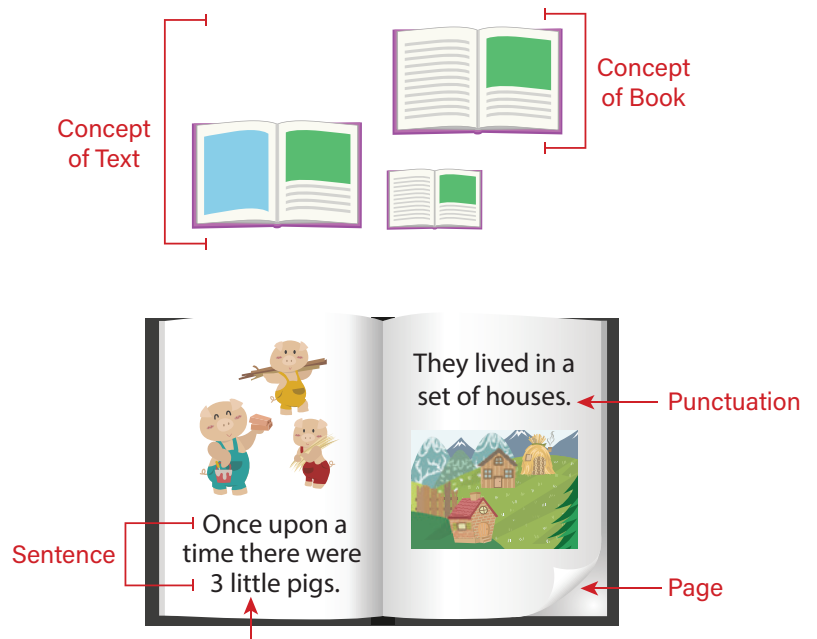 Concept
of Text
Concept
of Book
They lived in a
set of houses.
Punctuation
Once upon a
time there were
3 little pigs.
Sentence
Page